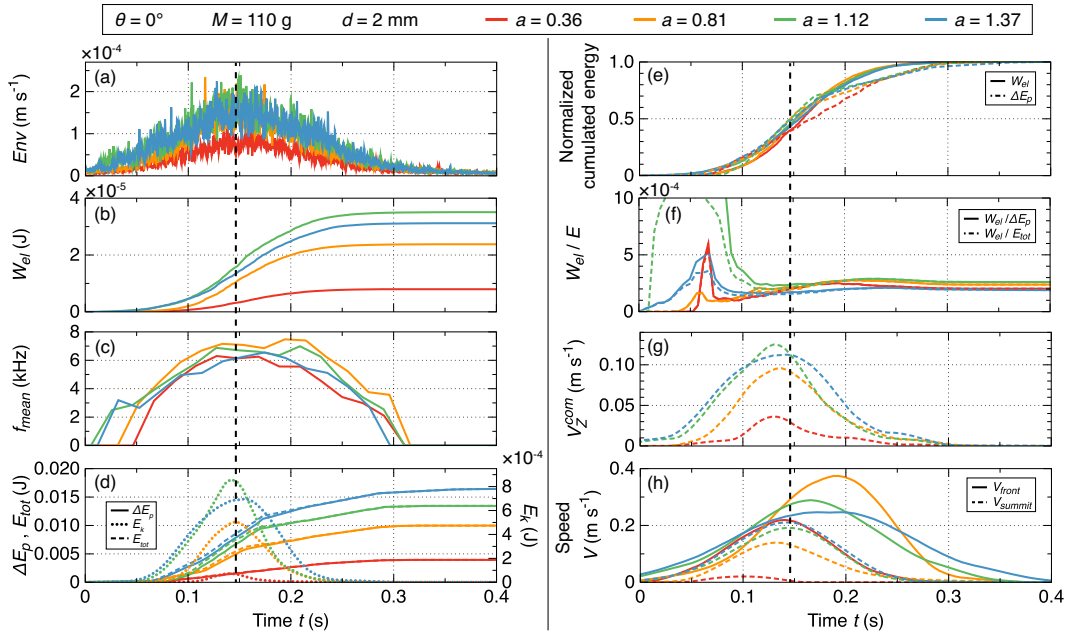 θ = 0° M = 110 g d = 2 mm a = 0.36 a = 0.81 a = 1.12 a = 1.37
×10⁻⁴
(a)
Env (m s⁻¹)
2
1
0
×10⁻⁵
(b)
W_el (J)
4
3
2
1
0
(c)
f_mean (kHz)
8
6
4
2
0
×10⁻⁴
(d)
ΔE_p , E_tot (J)
0.020
0.015
0.010
0.005
0.000
ΔE_p
E_k
E_tot
E_k (J)
8
6
4
2
0
0 0.1 0.2 0.3 0.4
Time t (s)
(e)
Normalized
cumulated energy
1.0
0.5
0
W_el
ΔE_p
×10⁻⁴
(f)
W_el / E
10
5
0
W_el / ΔE_p
W_el / E_tot
(g)
V_Z^com (m s⁻¹)
0.10
0.05
0
(h)
Speed
V (m s⁻¹)
0.4
0.2
0
V_front
V_summit
0 0.1 0.2 0.3 0.4
Time t (s)